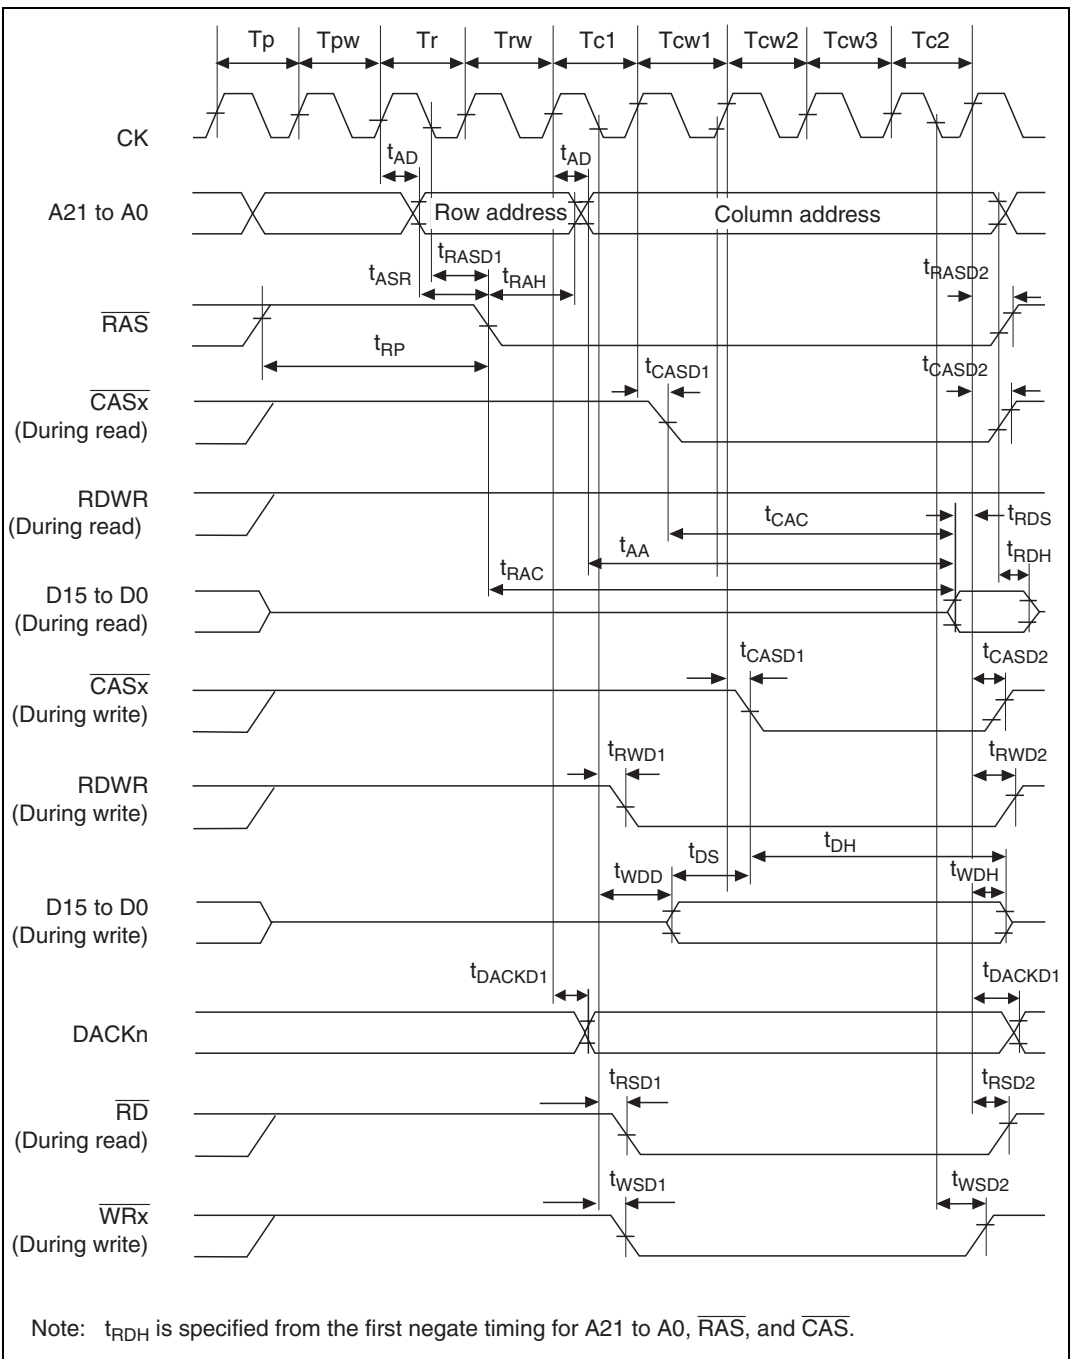 Tp Tpw Tr Trw Tc1 Tcw1 Tcw2 Tcw3 Tc2
CK
tAD tAD
A21 to A0 Row address Column address
tRASD1 tRASD2
tASR tRAH
RAS
tRP
tCASD1 tCASD2
CASx
(During read)
RDWR
(During read)
tCAC tRDS
tAA tRDH
tRAC
D15 to D0
(During read)
tCASD1 tCASD2
CASx
(During write)
tRWD1 tRWD2
RDWR
(During write)
tDS tDH
tWDD tWDH
D15 to D0
(During write)
tDACKD1 tDACKD1
DACKn
tRSD1 tRSD2
RD
(During read)
tWSD1 tWSD2
WRx
(During write)
Note: tRDH is specified from the first negate timing for A21 to A0, RAS, and CAS.